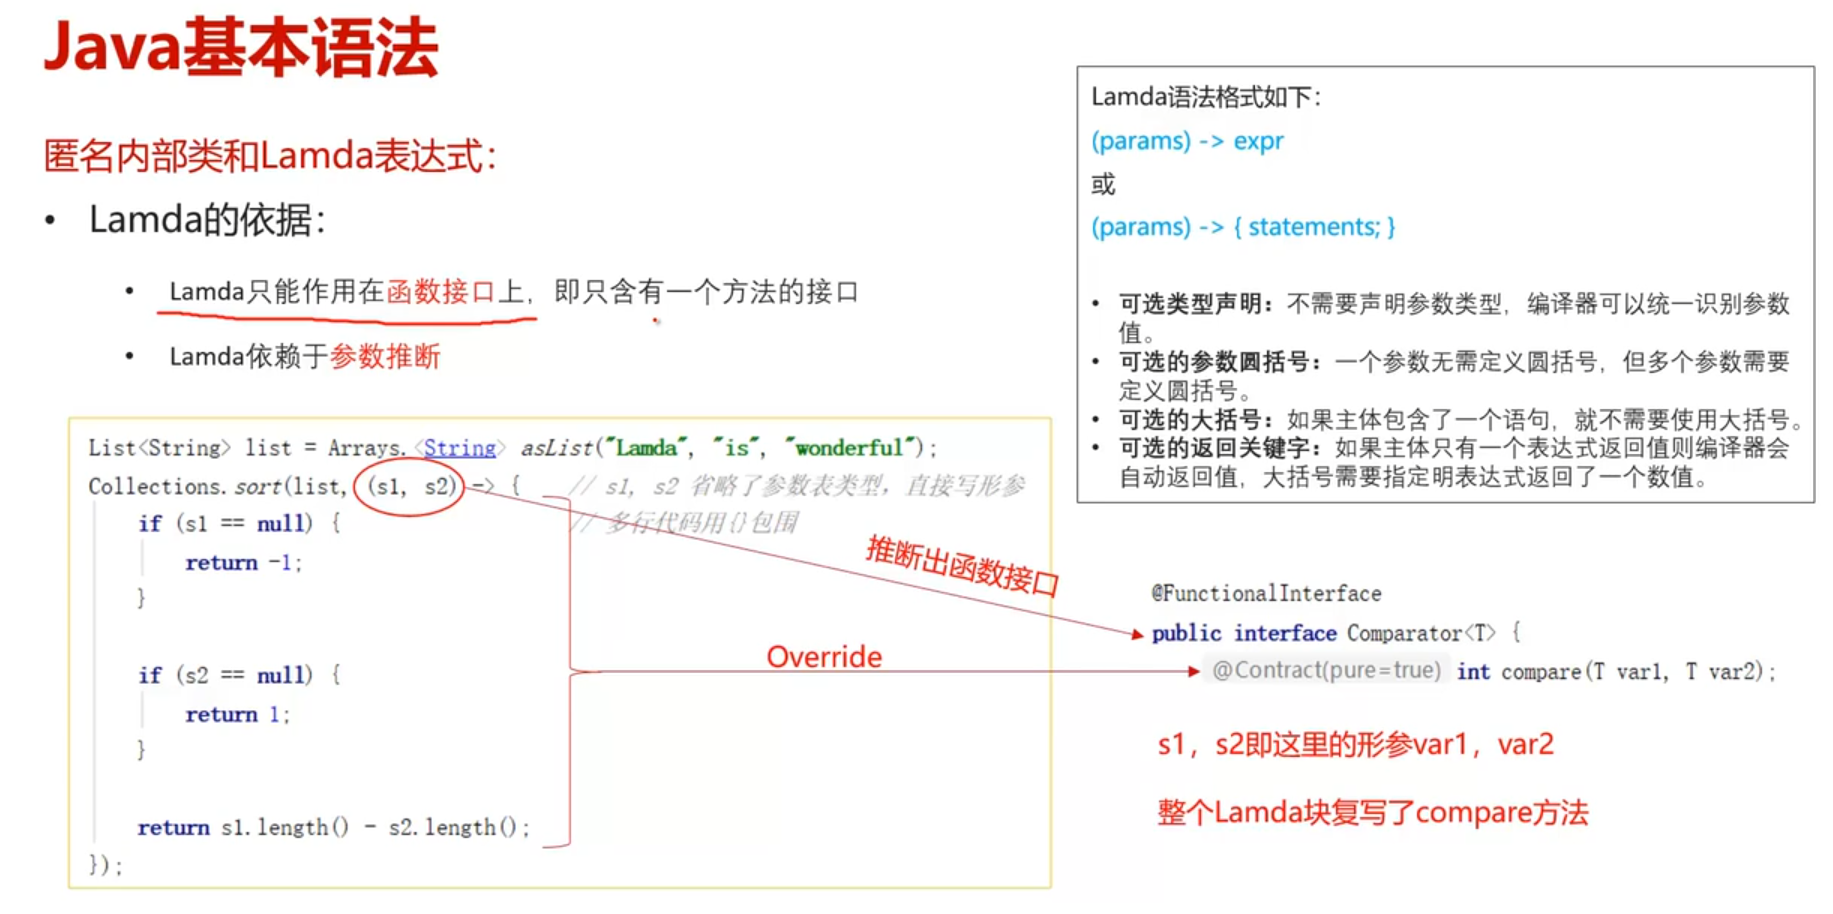 Java基本语法
匿名内部类和Lamda表达式：
• Lamda的依据：
• Lamda只能作用在函数接口上，即只含有一个方法的接口
• Lamda依赖于参数推断
List<String> list = Arrays.<String> asList("Lamda", "is", "wonderful");
Collections.sort(list, (s1, s2) -> { // s1, s2 省略了参数表类型，直接写形参
if (s1 == null) { // 多行代码用{}包围
return -1;
}
if (s2 == null) {
return 1;
}
return s1.length() - s2.length();
});
Lamda语法格式如下：
(params) -> expr
或
(params) -> { statements; }
• 可选类型声明：不需要声明参数类型，编译器可以统一识别参数
值。
• 可选的参数圆括号：一个参数无需定义圆括号，但多个参数需要
定义圆括号。
• 可选的大括号：如果主体包含了一个语句，就不需要使用大括号。
• 可选的返回关键字：如果主体只有一个表达式返回值则编译器会
自动返回值，大括号需要指定明表达式返回了一个数值。
推断出函数接口
Override
@FunctionalInterface
public interface Comparator<T> {
@Contract(pure=true) int compare(T var1, T var2);
s1，s2即这里的形参var1，var2
整个Lamda块复写了compare方法